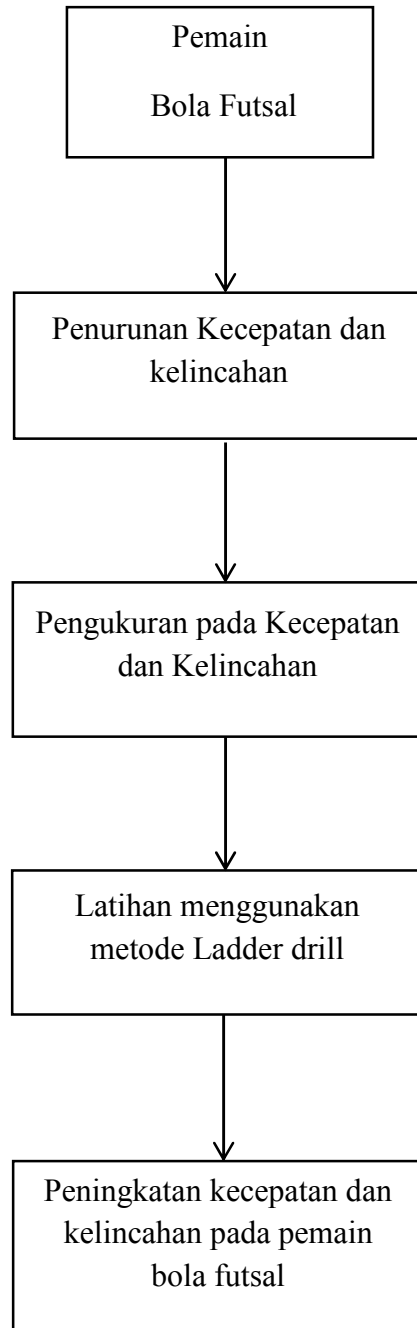 Pemain
Bola Futsal
Penurunan Kecepatan dan
kelincahan
Pengukuran pada Kecepatan
dan Kelincahan
Latihan menggunakan
metode Ladder drill
Peningkatan kecepatan dan
kelincahan pada pemain
bola futsal